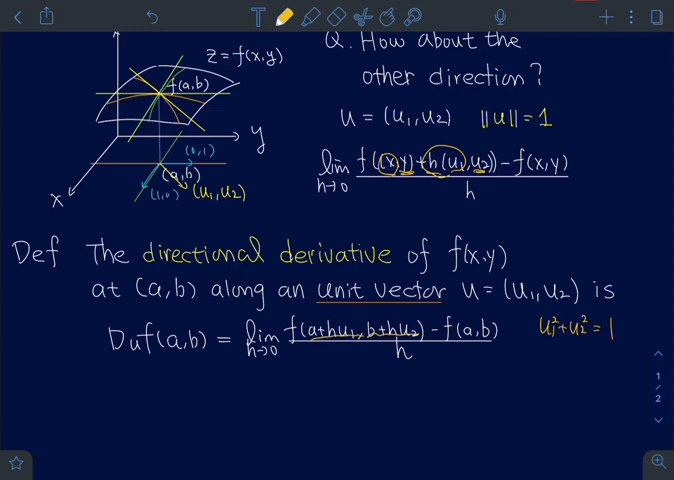 Q. How about the
other direction?
z=f(x,y)
f(a,b)
u = (u₁,u₂) ||u|| = 1
y
(0,1)
lim h→0 f((x,y)+h(u₁,u₂))-f(x,y) / h
(a,b)
x
(1,0)
(u₁,u₂)
Def The directional derivative of f(x,y)
at (a,b) along an unit vector u=(u₁,u₂) is
Duf(a,b) = lim h→0 f(a+hu₁, b+hu₂)-f(a,b) / h u₁²+u₂²=1
1
2